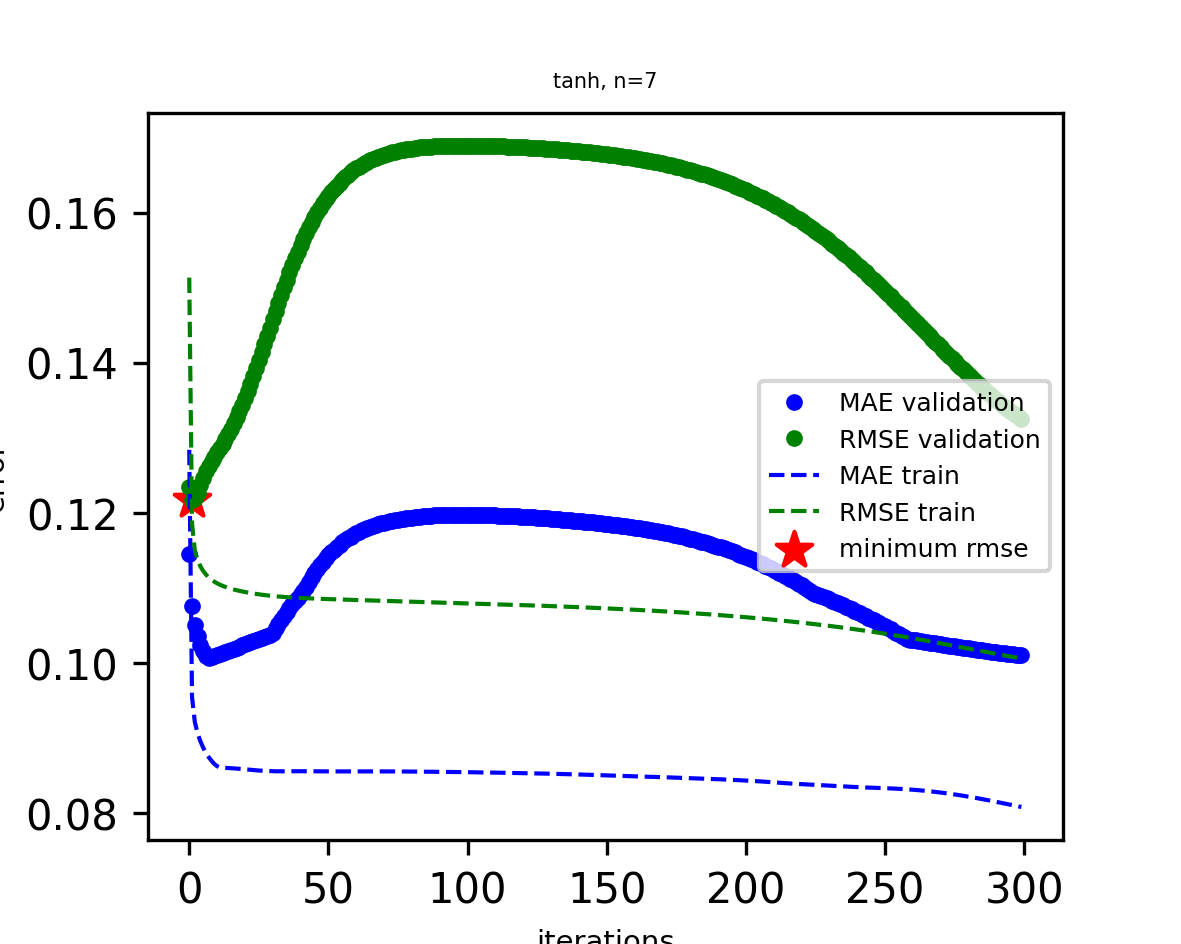 tanh, n=7
0.16
0.14
0.12
0.10
0.08
MAE validation
RMSE validation
MAE train
RMSE train
minimum rmse
0 50 100 150 200 250 300
iterations